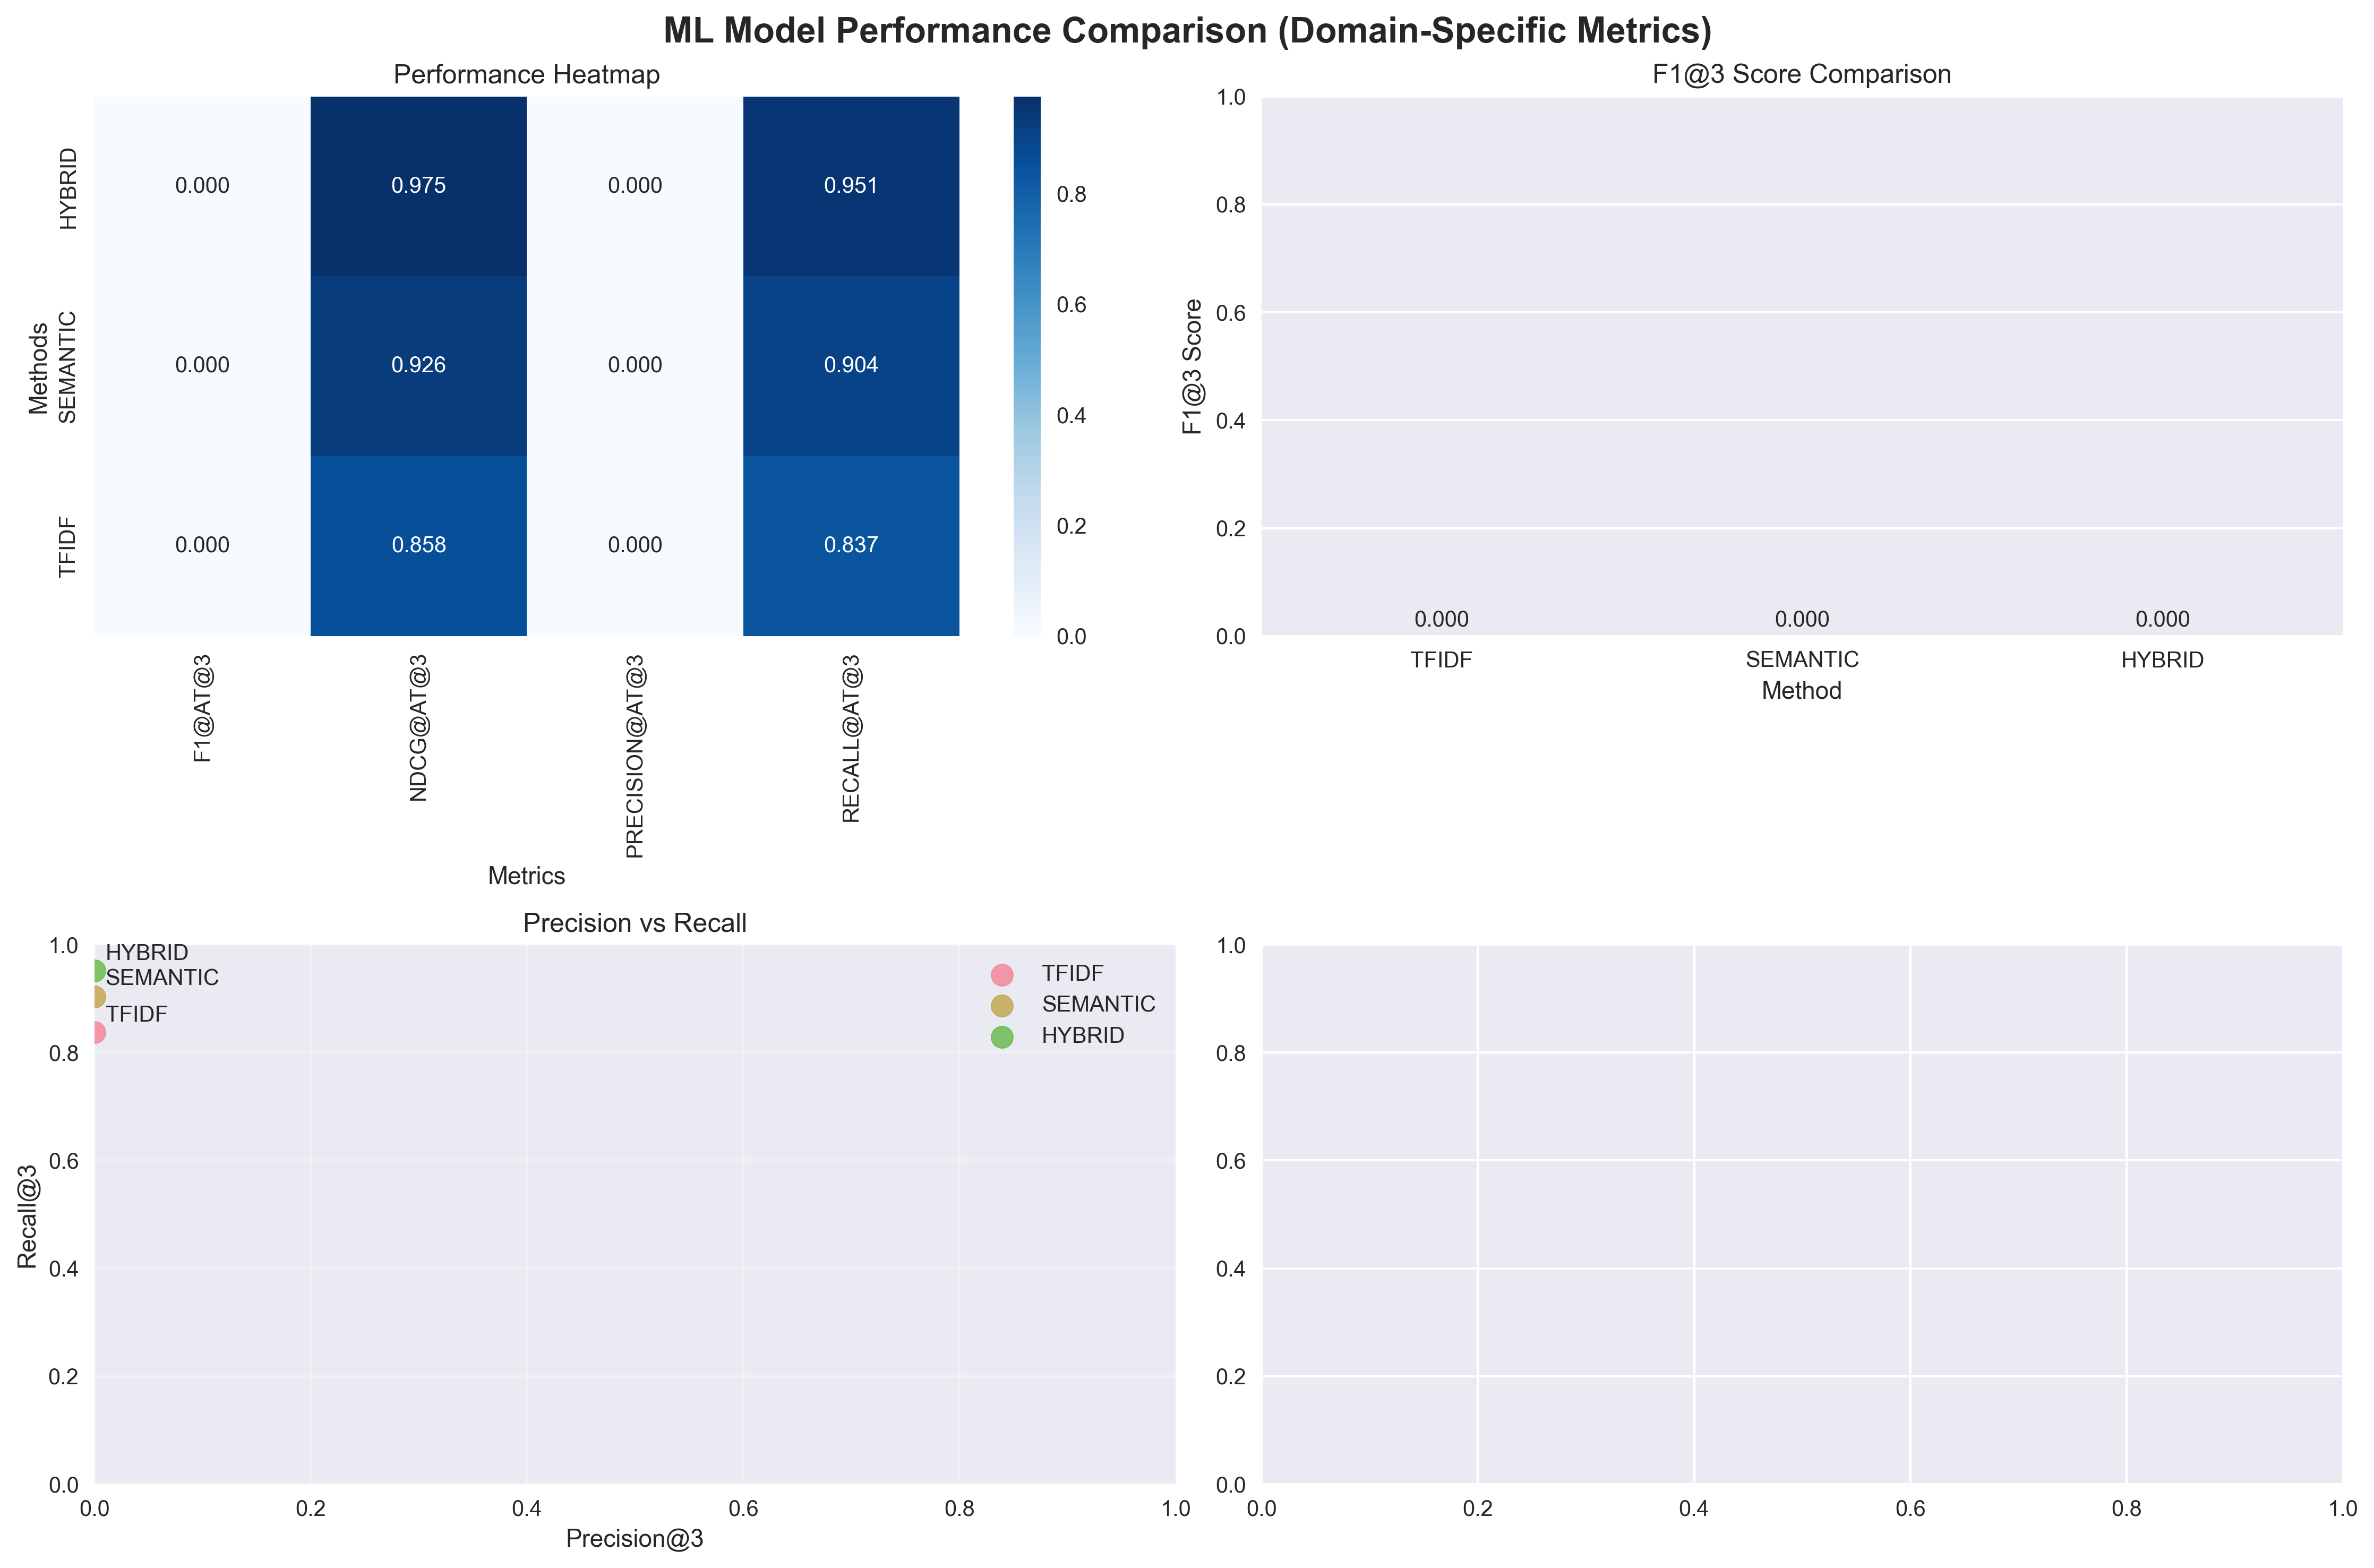 ML Model Performance Comparison (Domain-Specific Metrics)
Performance Heatmap
HYBRID
SEMANTIC
TFIDF
Methods
0.000 0.975 0.000 0.951
0.000 0.926 0.000 0.904
0.000 0.858 0.000 0.837
F1@AT@3
NDCG@AT@3
PRECISION@AT@3
RECALL@AT@3
Metrics
0.8
0.6
0.4
0.2
0.0
F1@3 Score Comparison
1.0
0.8
0.6
0.4
0.2
0.0
F1@3 Score
0.000 0.000 0.000
TFIDF SEMANTIC HYBRID
Method
Precision vs Recall
1.0
0.8
0.6
0.4
0.2
0.0
Recall@3
HYBRID
SEMANTIC
TFIDF
TFIDF
SEMANTIC
HYBRID
0.0 0.2 0.4 0.6 0.8 1.0
Precision@3
1.0
0.8
0.6
0.4
0.2
0.0
0.0 0.2 0.4 0.6 0.8 1.0